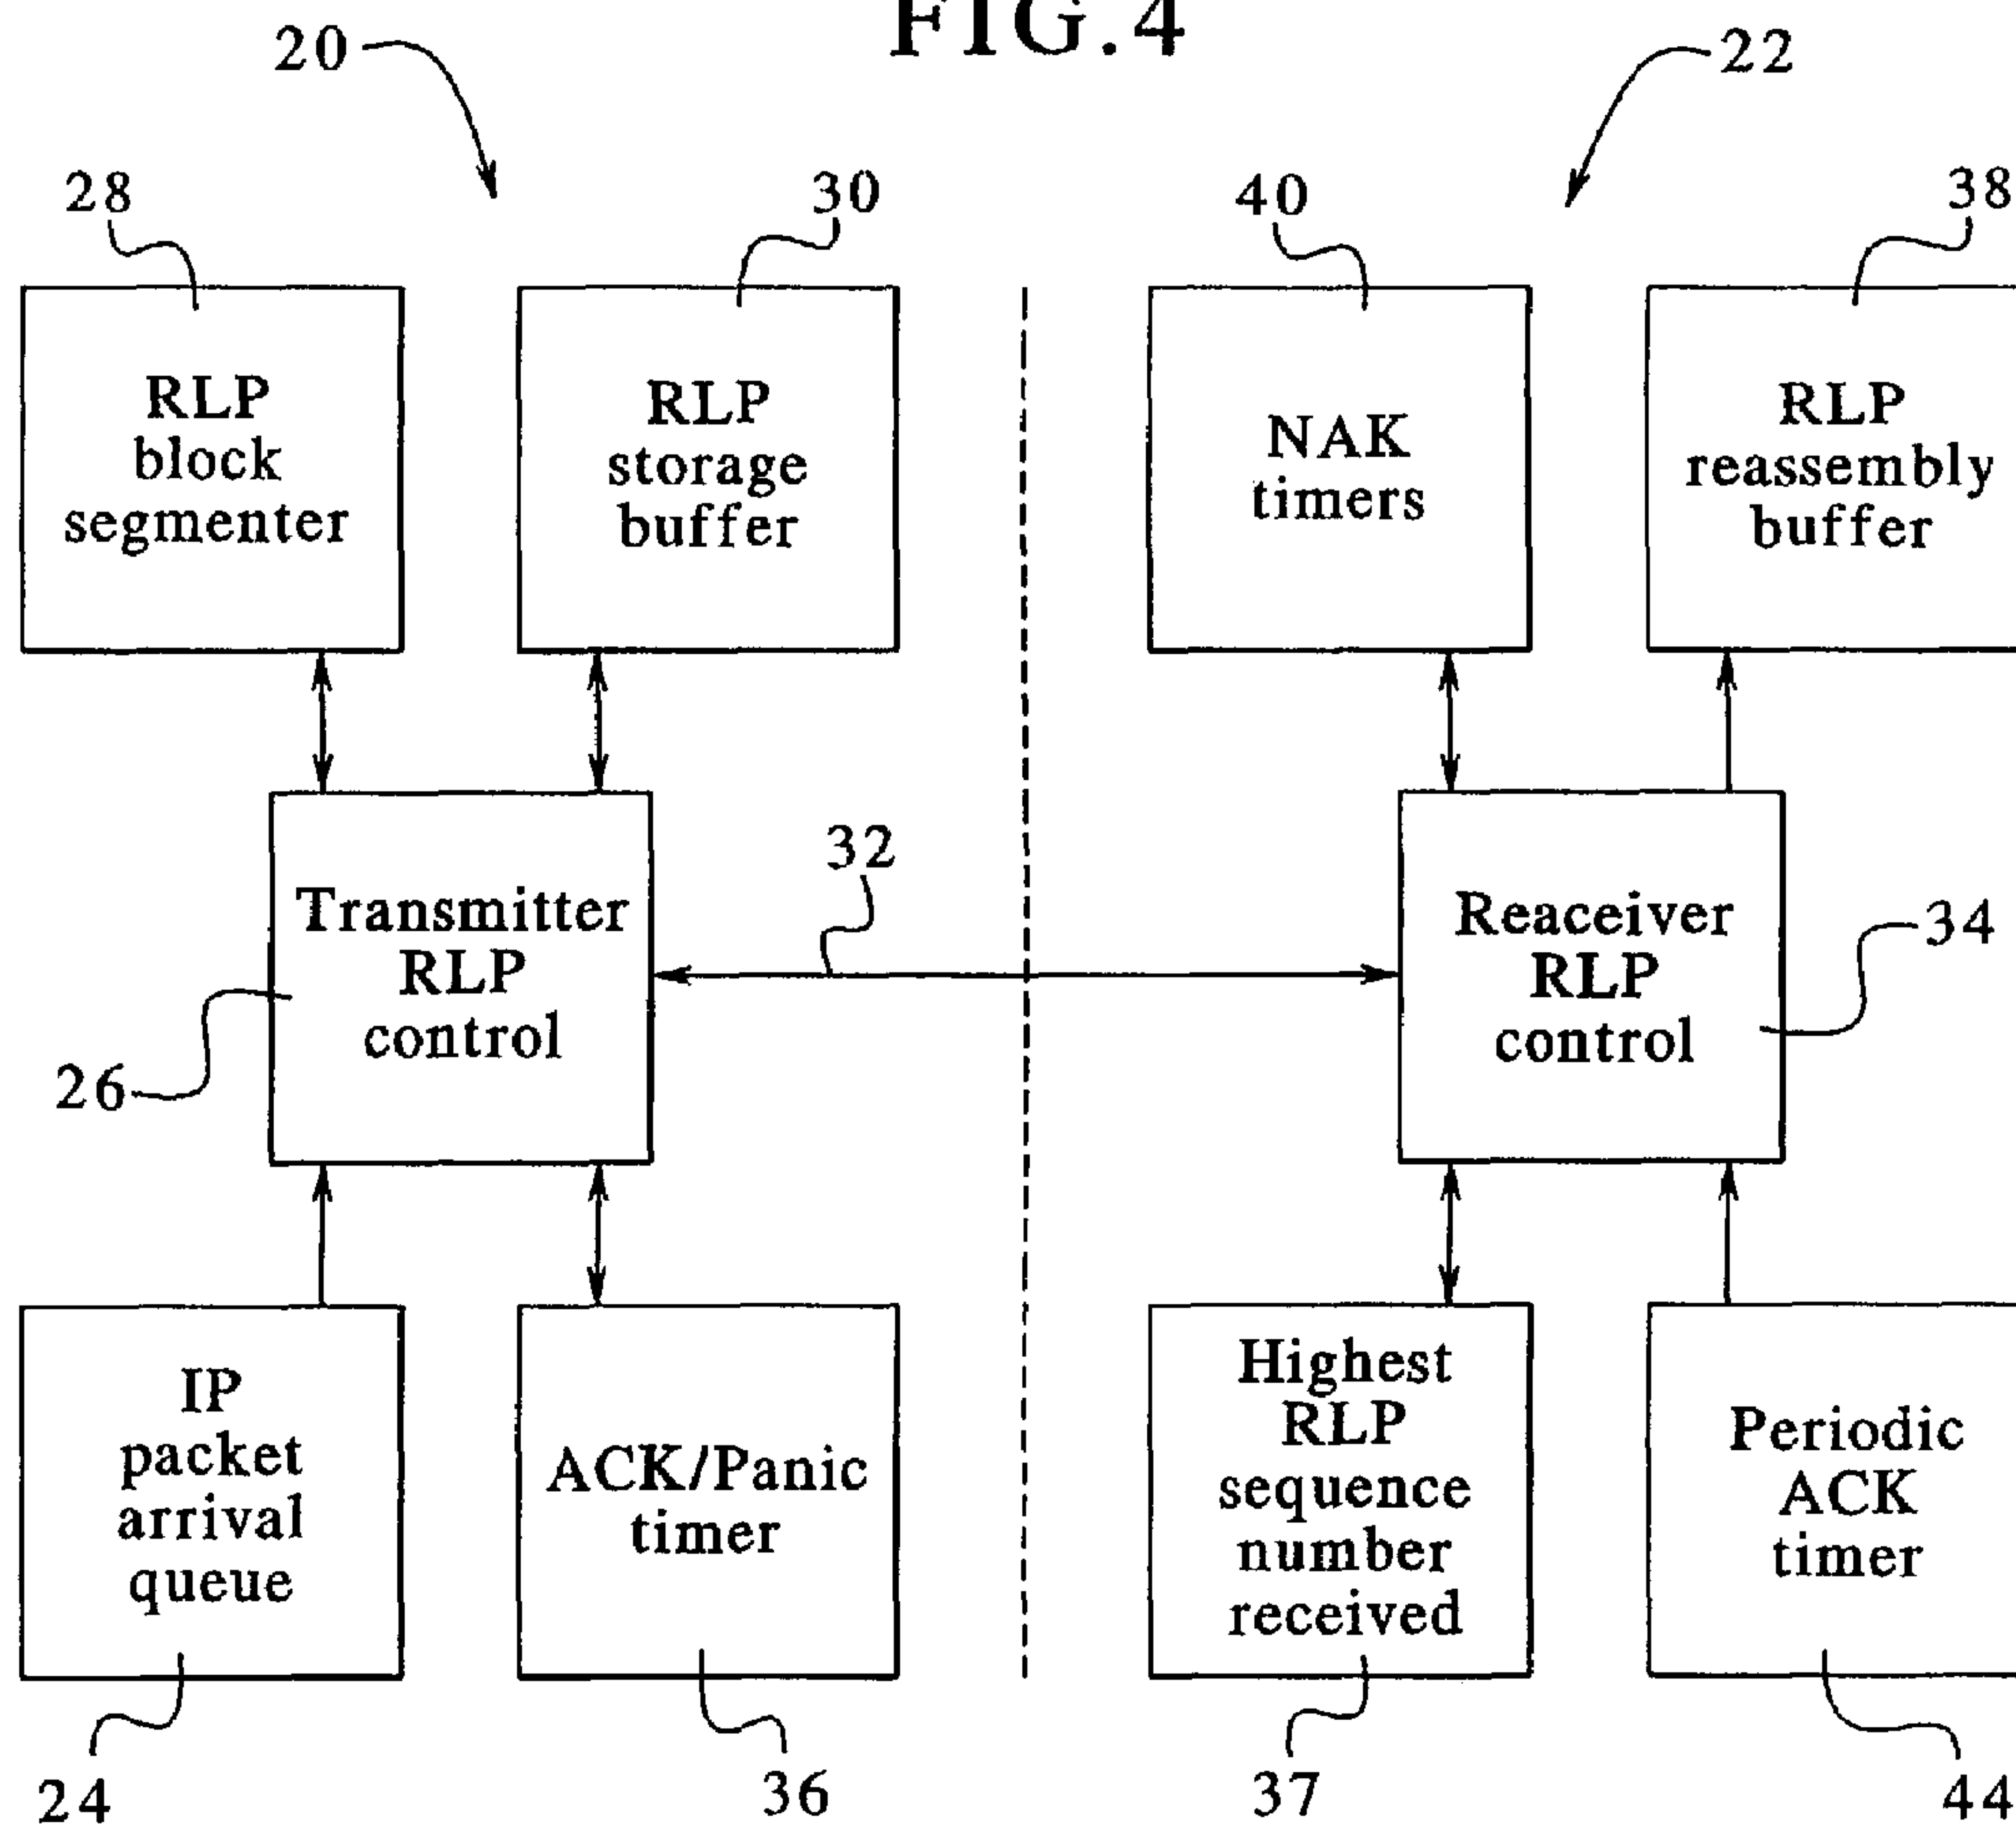 FIG.4
20
22
28
30
40
38
RLP
block
segmenter
RLP
storage
buffer
NAK
timers
RLP
reassembly
buffer
32
Transmitter
RLP
control
Reaceiver
RLP
control
34
26
IP
packet
arrival
queue
ACK/Panic
timer
Highest
RLP
sequence
number
received
Periodic
ACK
timer
24
36
37
44